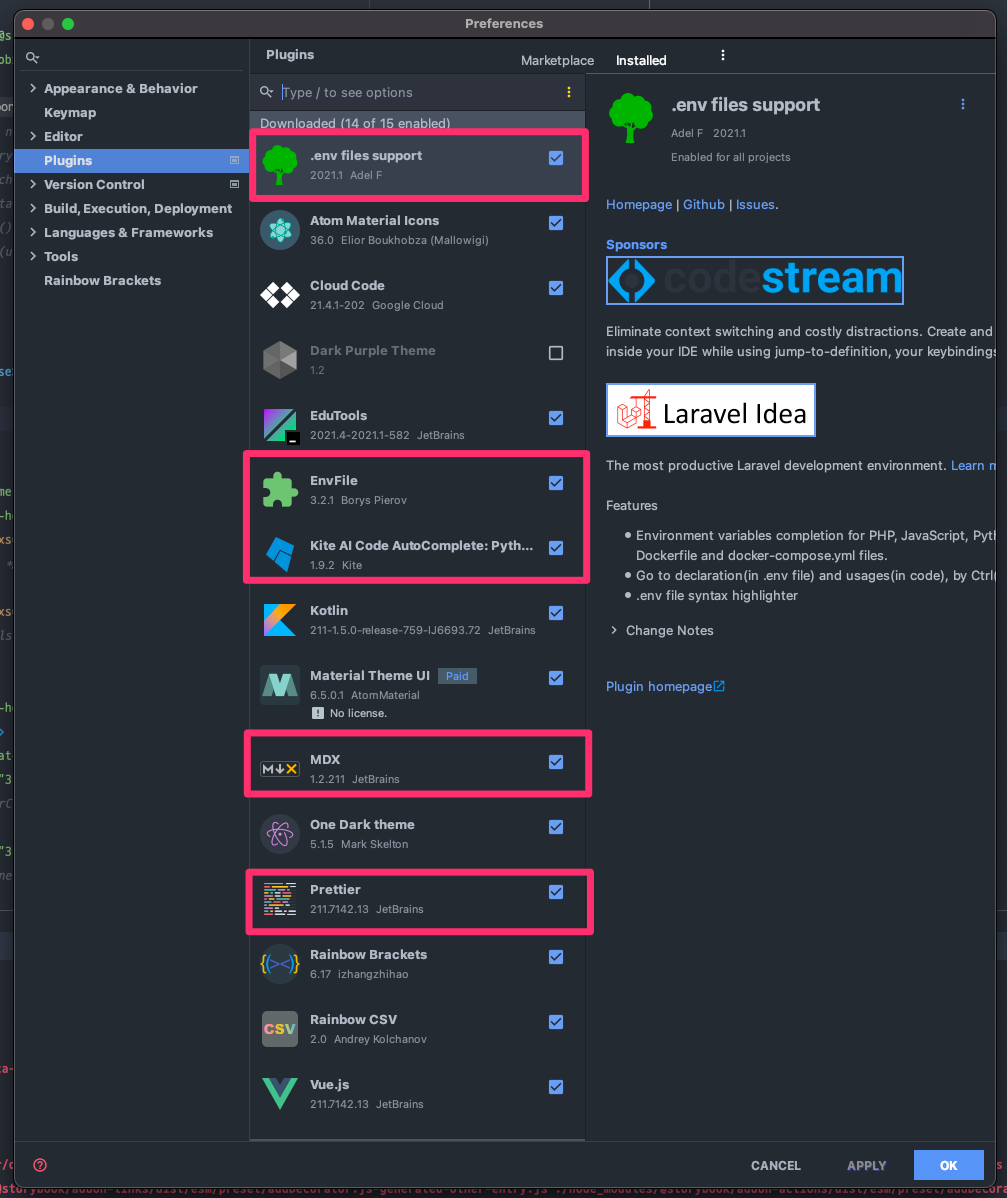 Preferences
Appearance & Behavior
Keymap
Editor
Plugins
Version Control
Build, Execution, Deployment
Languages & Frameworks
Tools
Rainbow Brackets
Plugins
Marketplace
Installed
Type / to see options
Downloaded (14 of 15 enabled)
.env files support
2021.1 Adel F
Atom Material Icons
36.0 Elior Boukhobza (Mallowigi)
Cloud Code
21.4.1-202 Google Cloud
Dark Purple Theme
1.2
EduTools
2021.4-2021.1-582 JetBrains
EnvFile
3.2.1 Borys Pierov
Kite AI Code AutoComplete: Pyth...
1.9.2 Kite
Kotlin
211-1.5.0-release-759-IJ6693.72 JetBrains
Material Theme UI Paid
6.5.0.1 AtomMaterial
! No license.
MDX
1.2.211 JetBrains
One Dark theme
5.1.5 Mark Skelton
Prettier
211.7142.13 JetBrains
Rainbow Brackets
6.17 izhangzhihao
CSV
Rainbow CSV
2.0 Andrey Kolchanov
Vue.js
211.7142.13 JetBrains
.env files support
Adel F 2021.1
Enabled for all projects
Homepage | Github | Issues.
Sponsors
codestream
Eliminate context switching and costly distractions. Create and
inside your IDE while using jump-to-definition, your keybindings
Laravel Idea
The most productive Laravel development environment. Learn m
Features
• Environment variables completion for PHP, JavaScript, Pyth
Dockerfile and docker-compose.yml files.
• Go to declaration(in .env file) and usages(in code), by Ctrl(
• .env file syntax highlighter
Change Notes
Plugin homepage
?
CANCEL
APPLY
OK